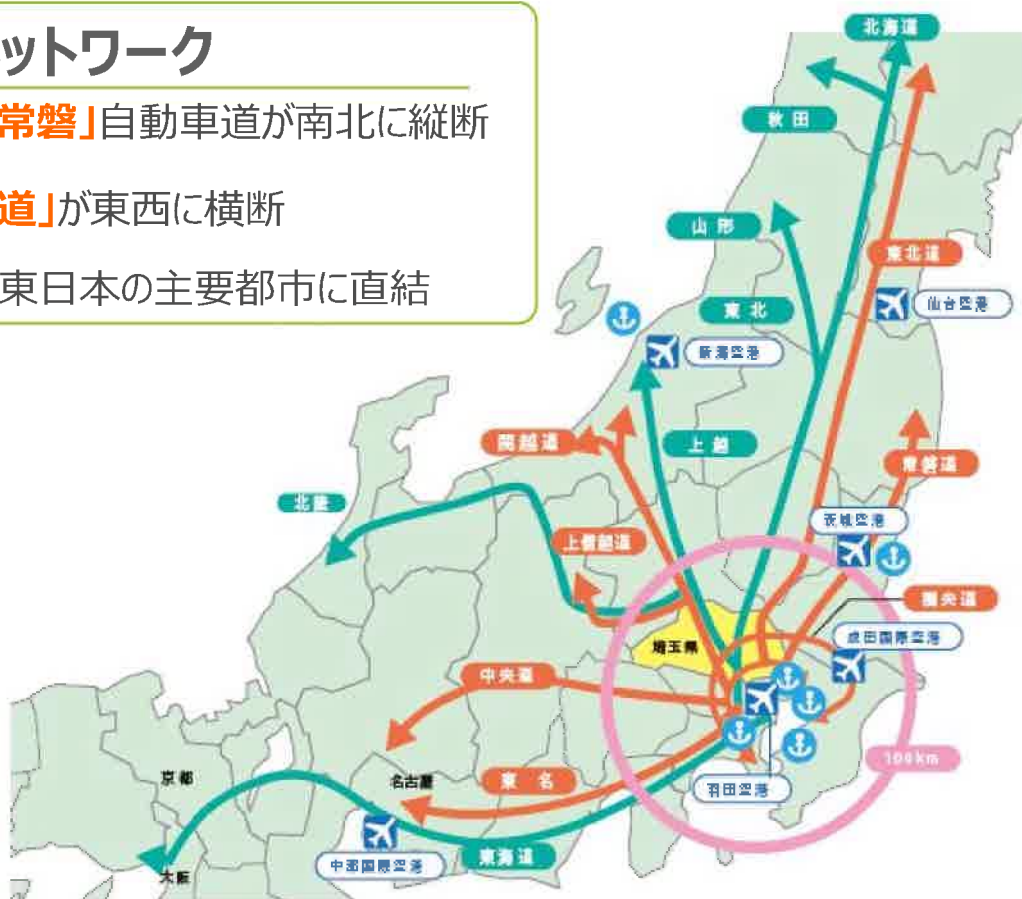 ットワーク
常磐」自動車道が南北に縦断
道」が東西に横断
東日本の主要都市に直結
北海道
秋田
山形
東北道
仙台空港
東北
新潟空港
関越道
上越
常磐道
北陸
茨城空港
上信越道
圏央道
成田国際空港
埼玉県
中央道
100km
京都
名古屋
東名
羽田空港
中部国際空港
東海道
大阪